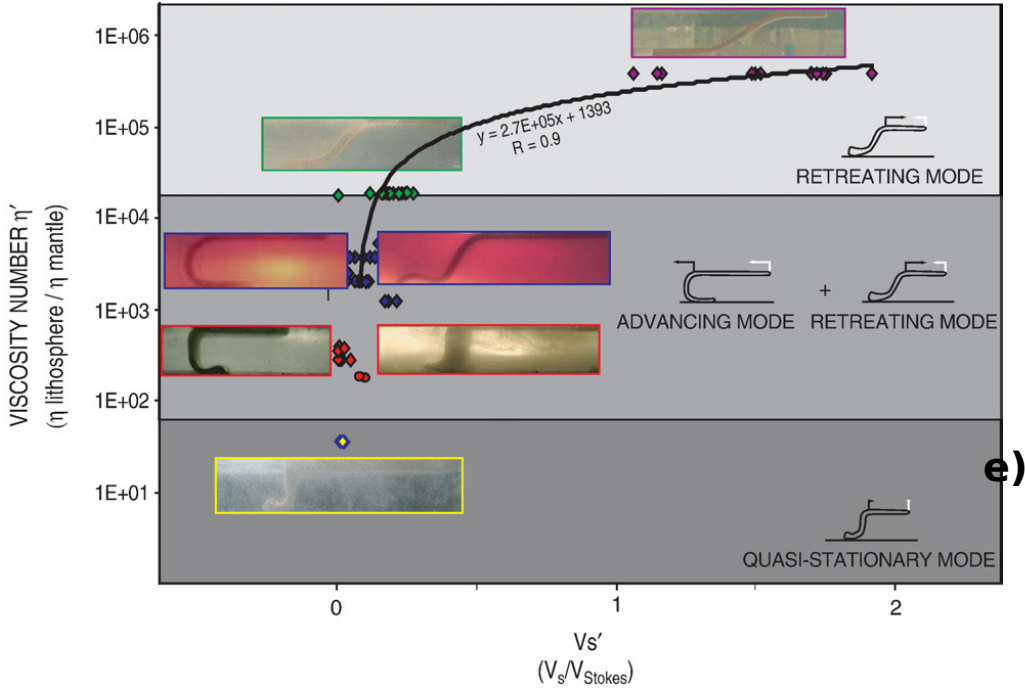 VISCOSITY NUMBER η′
(η lithosphere / η mantle)
1E+06
1E+05
1E+04
1E+03
1E+02
1E+01
y = 2.7E+05x + 1393
R = 0.9
RETREATING MODE
+
ADVANCING MODE RETREATING MODE
e)
QUASI-STATIONARY MODE
0 1 2
Vs′
(Vs/VStokes)